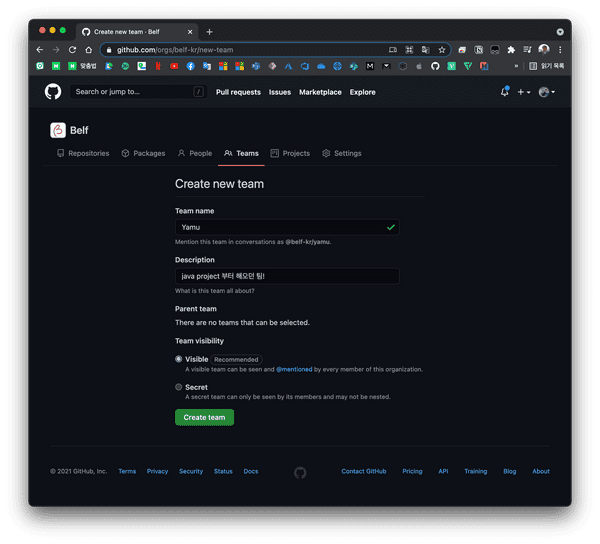 Create new team · Belf
github.com/orgs/belf-kr/new-team
맞춤법
읽기 목록
Search or jump to...
/
Pull requests
Issues
Marketplace
Explore
Belf
Repositories
Packages
People
Teams
Projects
Settings
Create new team
Team name
Yamu
Mention this team in conversations as @belf-kr/yamu.
Description
java project 부터 해오던 팀!
What is this team all about?
Parent team
There are no teams that can be selected.
Team visibility
Visible Recommended
A visible team can be seen and @mentioned by every member of this organization.
Secret
A secret team can only be seen by its members and may not be nested.
Create team
© 2021 GitHub, Inc.
Terms
Privacy
Security
Status
Docs
Contact GitHub
Pricing
API
Training
Blog
About